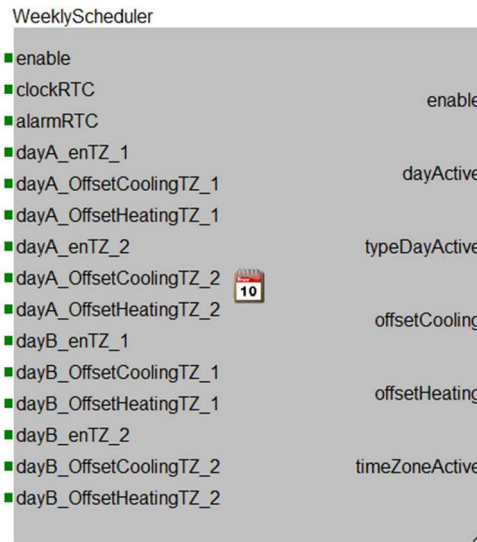 WeeklyScheduler
enable
clockRTC
alarmRTC
dayA_enTZ_1
dayA_OffsetCoolingTZ_1
dayA_OffsetHeatingTZ_1
dayA_enTZ_2
dayA_OffsetCoolingTZ_2
dayA_OffsetHeatingTZ_2
dayB_enTZ_1
dayB_OffsetCoolingTZ_1
dayB_OffsetHeatingTZ_1
dayB_enTZ_2
dayB_OffsetCoolingTZ_2
dayB_OffsetHeatingTZ_2
10
enable
dayActive
typeDayActive
offsetCooling
offsetHeating
timeZoneActive